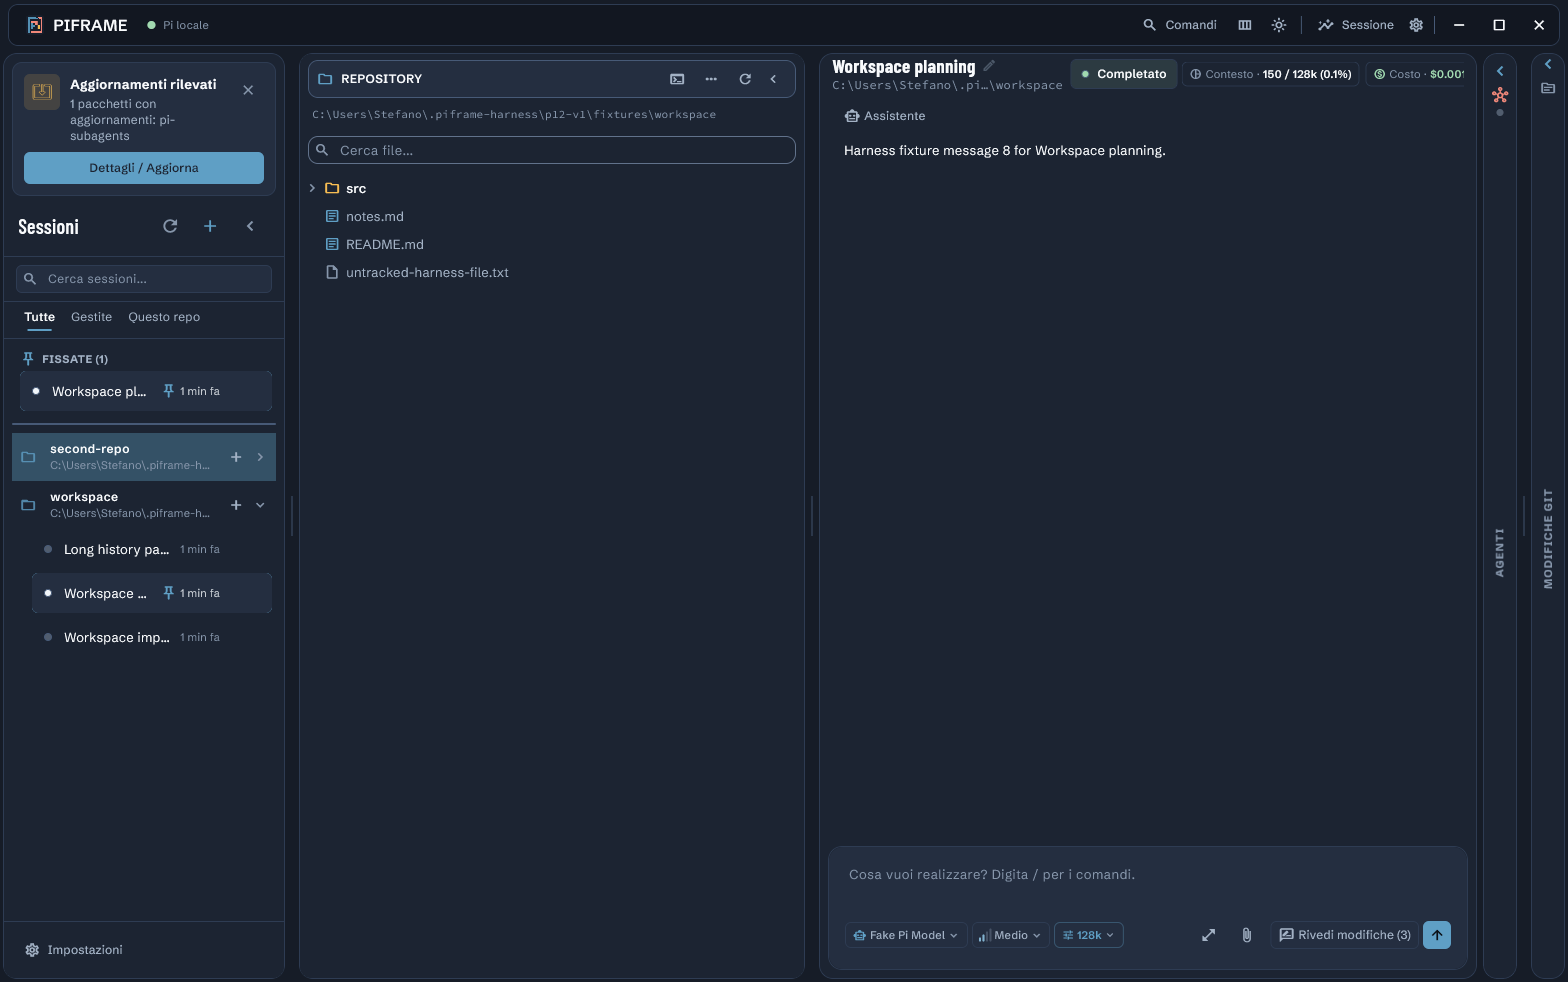 PIFRAME
Pi locale
Comandi
Sessione
Aggiornamenti rilevati
1 pacchetti con
aggiornamenti: pi-
subagents
Dettagli / Aggiorna
Sessioni
Cerca sessioni...
Tutte
Gestite
Questo repo
FISSATE (1)
Workspace pl...
1 min fa
second-repo
C:\Users\Stefano\.piframe-h...
workspace
C:\Users\Stefano\.piframe-h...
Long history pa...
1 min fa
Workspace ...
1 min fa
Workspace imp...
1 min fa
Impostazioni
REPOSITORY
C:\Users\Stefano\.piframe-harness\p12-v1\fixtures\workspace
Cerca file...
src
notes.md
README.md
untracked-harness-file.txt
Workspace planning
C:\Users\Stefano\.pi…\workspace
Completato
Contesto · 150 / 128k (0.1%)
Costo · $0.001
Assistente
Harness fixture message 8 for Workspace planning.
Cosa vuoi realizzare? Digita / per i comandi.
Fake Pi Model
Medio
128k
Rivedi modifiche (3)
AGENTI
MODIFICHE GIT